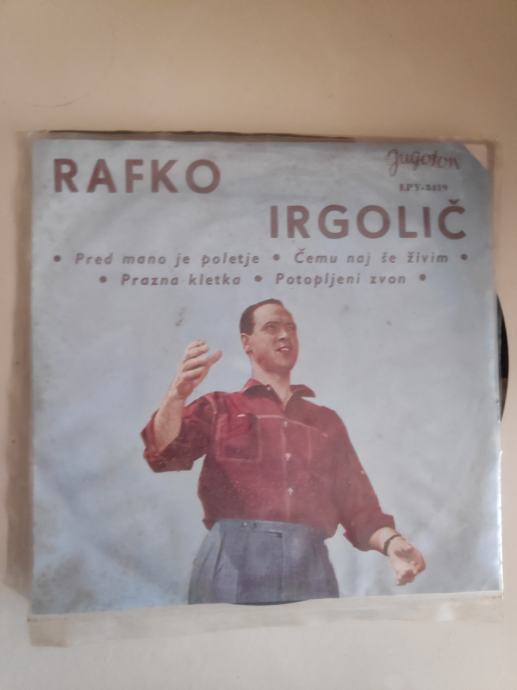 Jugoton
RAFKO
EPY-3419
IRGOLIČ
• Pred mano je poletje • Čemu naj še živim •
• Prazna kletka • Potopljeni zvon •